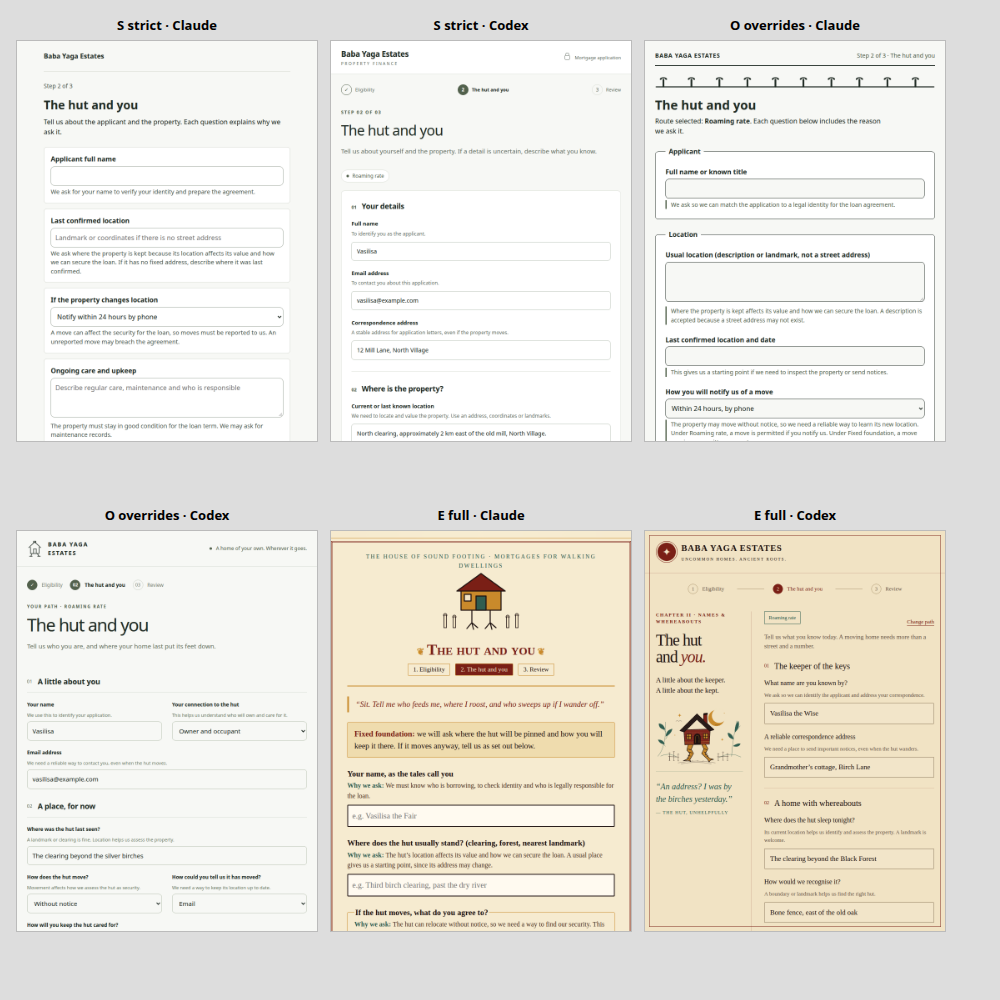 S strict · Claude
Baba Yaga Estates
Step 2 of 3
The hut and you
Tell us about the applicant and the property. Each question explains why we
ask it.
Applicant full name
We ask for your name to verify your identity and prepare the agreement.
Last confirmed location
Landmark or coordinates if there is no street address
We ask where the property is kept because its location affects its value and how
we can secure the loan. If it has no fixed address, describe where it was last
confirmed.
If the property changes location
Notify within 24 hours by phone
A move can affect the security for the loan, so moves must be reported to us. An
unreported move may breach the agreement.
Ongoing care and upkeep
Describe regular care, maintenance and who is responsible
The property must stay in good condition for the loan term. We may ask for
maintenance records.
S strict · Codex
Baba Yaga Estates
PROPERTY FINANCE
Mortgage application
✓ Eligibility
2 The hut and you
3 Review
STEP 02 OF 03
The hut and you
Tell us about yourself and the property. If a detail is uncertain, describe what you know.
Roaming rate
01 Your details
Full name
To identify you as the applicant.
Vasilisa
Email address
To contact you about this application.
vasilisa@example.com
Correspondence address
A stable address for application letters, even if the property moves.
12 Mill Lane, North Village
02 Where is the property?
Current or last known location
We need to locate and value the property. Use an address, coordinates or landmarks.
North clearing, approximately 2 km east of the old mill, North Village.
O overrides · Claude
BABA YAGA ESTATES
Step 2 of 3 · The hut and you
The hut and you
Route selected: Roaming rate. Each question below includes the reason
we ask it.
Applicant
Full name or known title
We ask so we can match the application to a legal identity for the loan agreement.
Location
Usual location (description or landmark, not a street address)
Where the property is kept affects its value and how we can secure the loan. A description is
accepted because a street address may not exist.
Last confirmed location and date
This gives us a starting point if we need to inspect the property or send notices.
How you will notify us of a move
Within 24 hours, by phone
The property may move without notice, so we need a reliable way to learn its new location.
Under Roaming rate, a move is permitted if you notify us. Under Fixed foundation, a move
O overrides · Codex
BABA YAGA
ESTATES
A home of your own. Wherever it goes.
✓ Eligibility
02 The hut and you
03 Review
YOUR PATH · ROAMING RATE
The hut and you
Tell us who you are, and where your home last put its feet down.
01 A little about you
Your name
We use this to identify your application.
Vasilisa
Your connection to the hut
This helps us understand who will seen and care for it.
Owner and occupant
Email address
We need a reliable way to contact you, even when the hut moves.
vasilisa@example.com
02 A place, for now
Where was the hut last seen?
A landmark or clearing is fine. Location helps us assess the property.
The clearing beyond the silver birches
How does the hut move?
Movement affects how we assess the hut as security.
Without notice
How could you tell us it has moved?
We need a way to keep its location up to date.
Email
How will you keep the hut cared for?
E full · Claude
THE HOUSE OF SOUND FOOTING · MORTGAGES FOR WALKING
DWELLINGS
THE HUT AND YOU
1. Eligibility
2. The hut and you
3. Review
“Sit. Tell me who feeds me, where I roost, and who sweeps up if I wander off.”
Fixed foundation: we will ask where the hut will be pinned and how you will
keep it there. If it moves anyway, tell us as set out below.
Your name, as the tales call you
Why we ask: We must know who is borrowing, to check identity and who is legally responsible for
the loan.
e.g. Vasilisa the Fair
Where does the hut usually stand? (clearing, forest, nearest landmark)
Why we ask: The hut's location affects its value and how we can secure the loan. A usual place
gives us a starting point, since its address may change.
e.g. Third birch clearing, past the dry river
If the hut moves, what do you agree to?
Why we ask: The hut can relocate without notice, so we need a way to find our security. This
E full · Codex
BABA YAGA ESTATES
UNCOMMON HOMES. ANCIENT ROOTS.
1 Eligibility
2 The hut and you
3 Review
CHAPTER II · NAMES &
WHEREABOUTS
The hut
and you.
A little about the keeper.
A little about the kept.
“An address? I was by
the birches yesterday.”
— THE HUT, UNHELPFULLY
Roaming rate
Change path
Tell us what you know today. A moving home needs more than a
street and a number.
01 The keeper of the keys
What name are you known by?
We ask so we can identify the applicant and address your correspondence.
Vasilisa the Wise
A reliable correspondence address
We need a place to send important notices, even when the hut wanders.
Grandmother's cottage, Birch Lane
02 A home with whereabouts
Where does the hut sleep tonight?
Its current location helps us identify and assess the property. A landmark is
welcome.
The clearing beyond the Black Forest
How would we recognise it?
A boundary or landmark helps us find the right hut.
Bone fence, east of the old oak